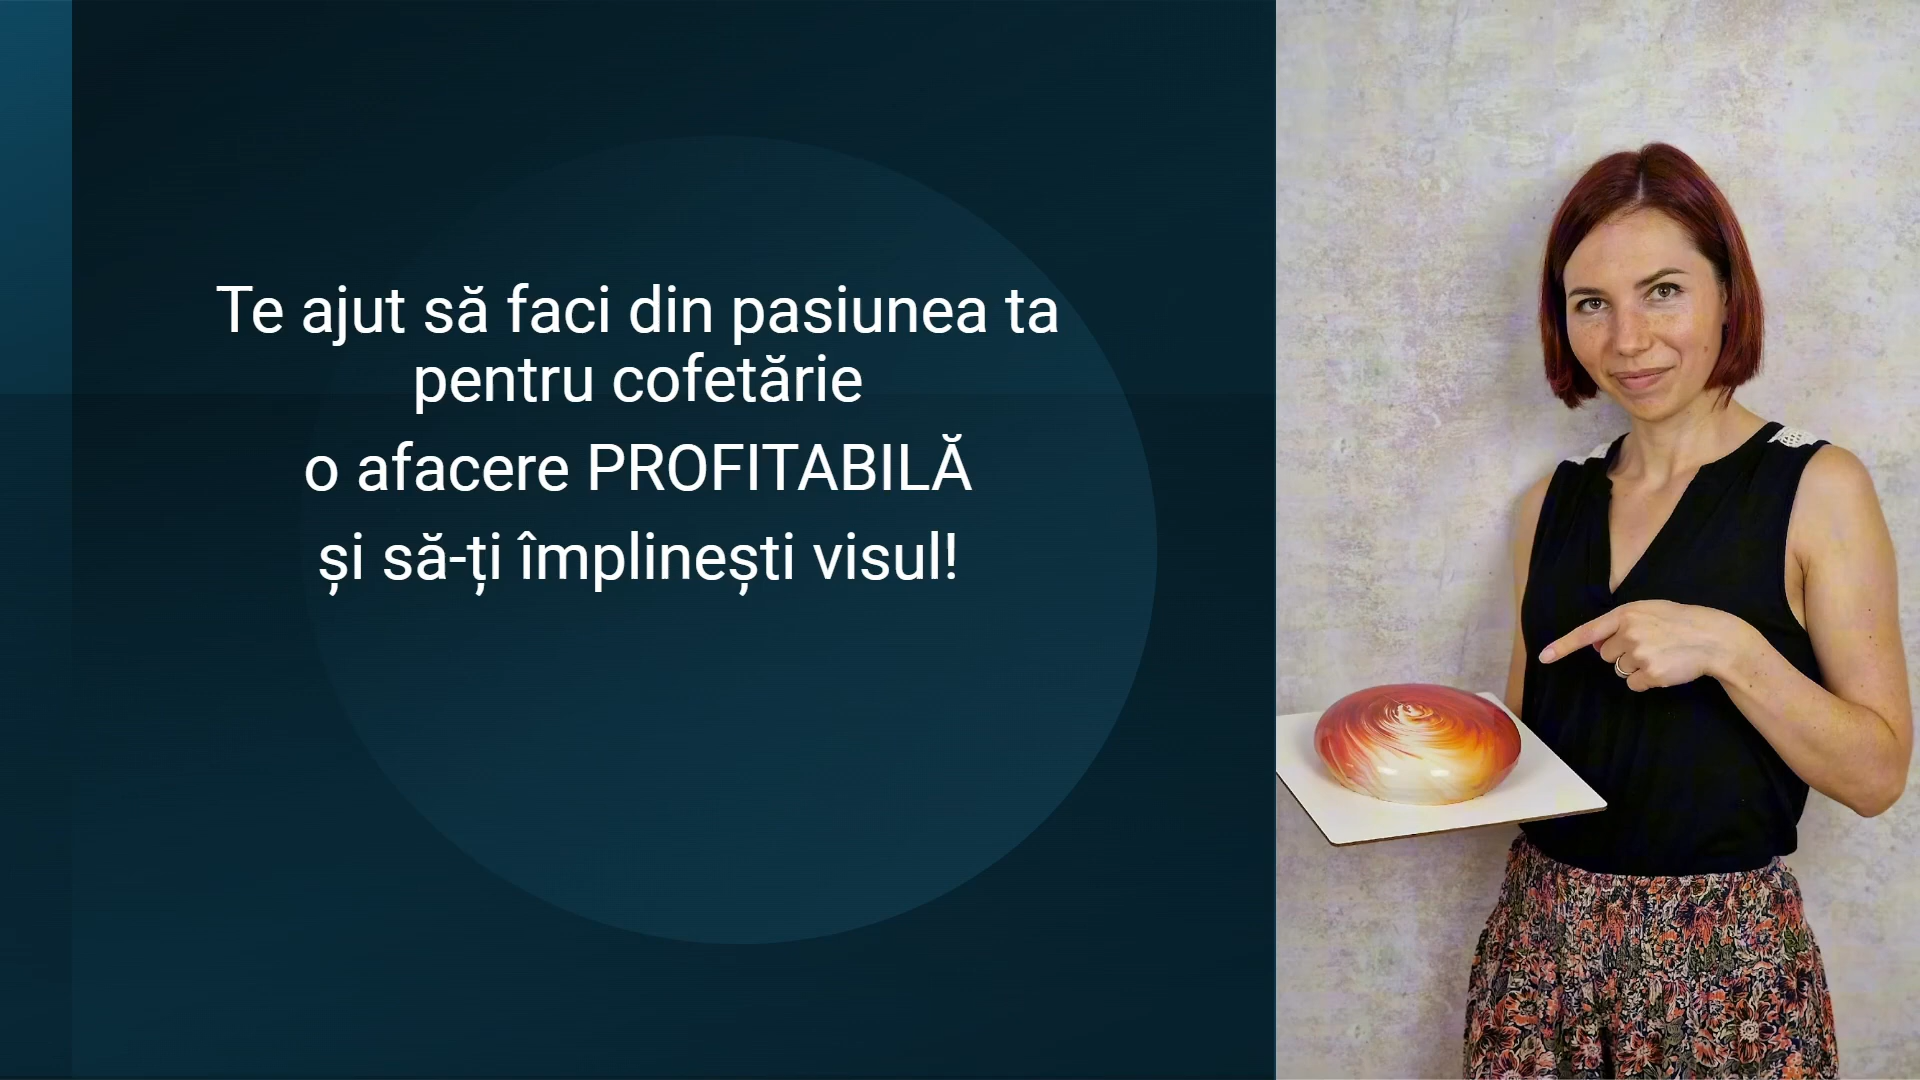 Te ajut să faci din pasiunea ta
pentru cofetărie
o afacere PROFITABILĂ
și să-ți împlinești visul!